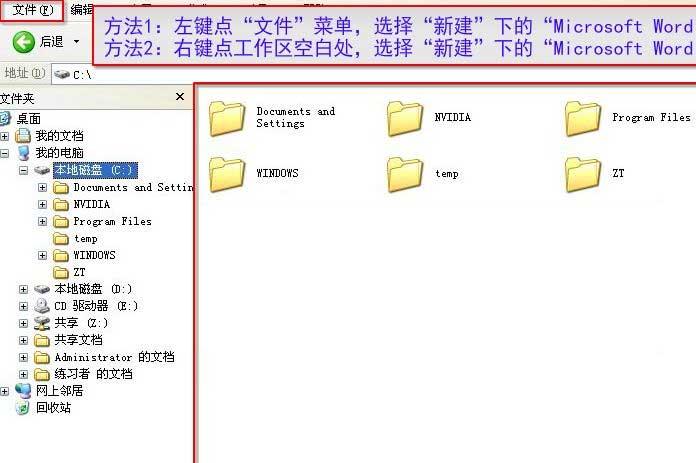 文件(F)
编辑
方法1：左键点“文件”菜单，选择“新建”下的“Microsoft Word
方法2：右键点工作区空白处，选择“新建”下的“Microsoft Word
后退
地址(D)
C:\
文件夹
桌面
我的文档
我的电脑
本地磁盘 (C:)
Documents and Settin
NVIDIA
Program Files
temp
WINDOWS
ZT
本地磁盘 (D:)
CD 驱动器 (E:)
共享 (Z:)
共享文档
Administrator 的文档
练习者 的文档
网上邻居
回收站
Documents and
Settings
NVIDIA
Program Files
WINDOWS
temp
ZT